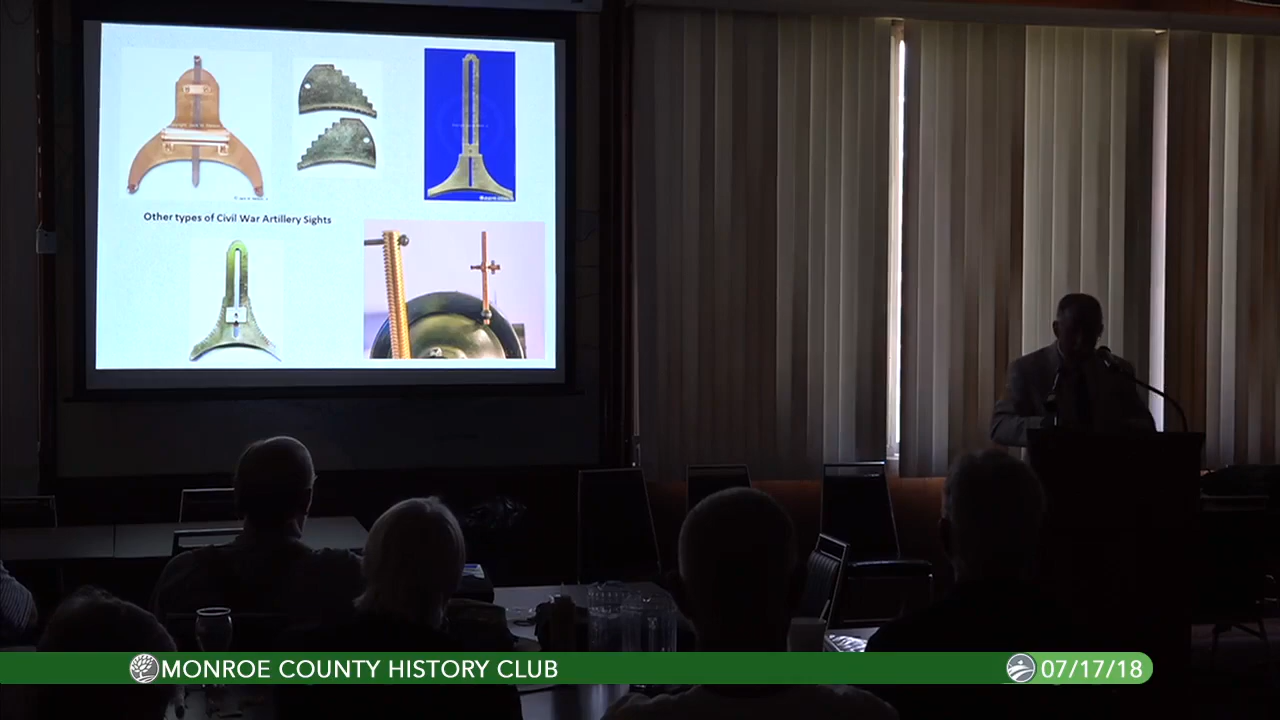 Other types of Civil War Artillery Sights
MONROE COUNTY HISTORY CLUB
07/17/18